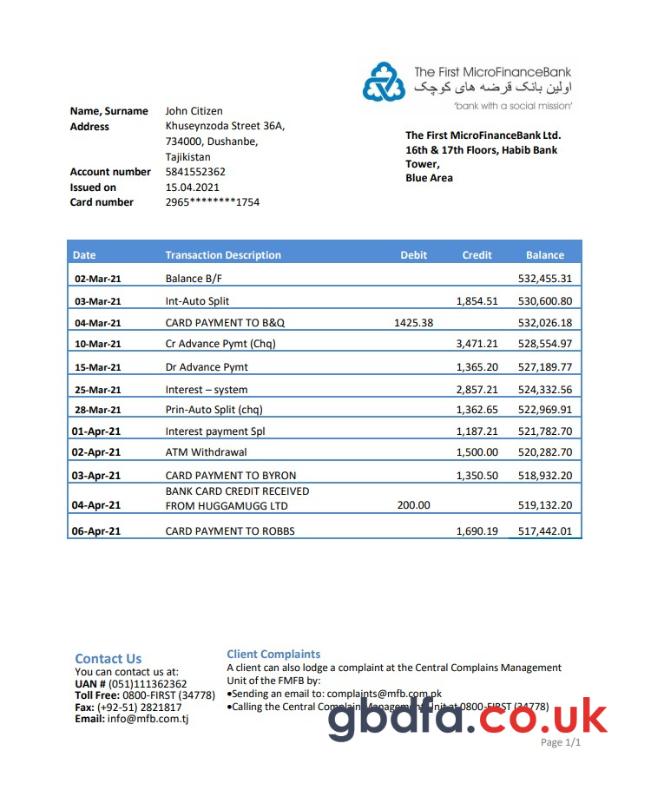 The First MicroFinanceBank
اولین بانک قرضه های کوچک
'bank with a social mission'
Name, Surname John Citizen
Address Khuseynzoda Street 36A,
734000, Dushanbe,
Tajikistan
Account number 5841552362
Issued on 15.04.2021
Card number 2965********1754
The First MicroFinanceBank Ltd.
16th & 17th Floors, Habib Bank
Tower,
Blue Area
Date Transaction Description Debit Credit Balance
02-Mar-21 Balance B/F 532,455.31
03-Mar-21 Int-Auto Split 1,854.51 530,600.80
04-Mar-21 CARD PAYMENT TO B&Q 1425.38 532,026.18
10-Mar-21 Cr Advance Pymt (Chq) 3,471.21 528,554.97
15-Mar-21 Dr Advance Pymt 1,365.20 527,189.77
25-Mar-21 Interest – system 2,857.21 524,332.56
28-Mar-21 Prin-Auto Split (chq) 1,362.65 522,969.91
01-Apr-21 Interest payment Spl 1,187.21 521,782.70
02-Apr-21 ATM Withdrawal 1,500.00 520,282.70
03-Apr-21 CARD PAYMENT TO BYRON 1,350.50 518,932.20
BANK CARD CREDIT RECEIVED
04-Apr-21 FROM HUGGAMUGG LTD 200.00 519,132.20
06-Apr-21 CARD PAYMENT TO ROBBS 1,690.19 517,442.01
Contact Us
You can contact us at:
UAN # (051)111362362
Toll Free: 0800-FIRST (34778)
Fax: (+92-51) 2821817
Email: info@mfb.com.tj
Client Complaints
A client can also lodge a complaint at the Central Complains Management
Unit of the FMFB by:
•Sending an email to: complaints@mfb.com.pk
•Calling the Central Complain Management Unit at 0800-FIRST (34778)
gbdfa.co.uk
Page 1/1